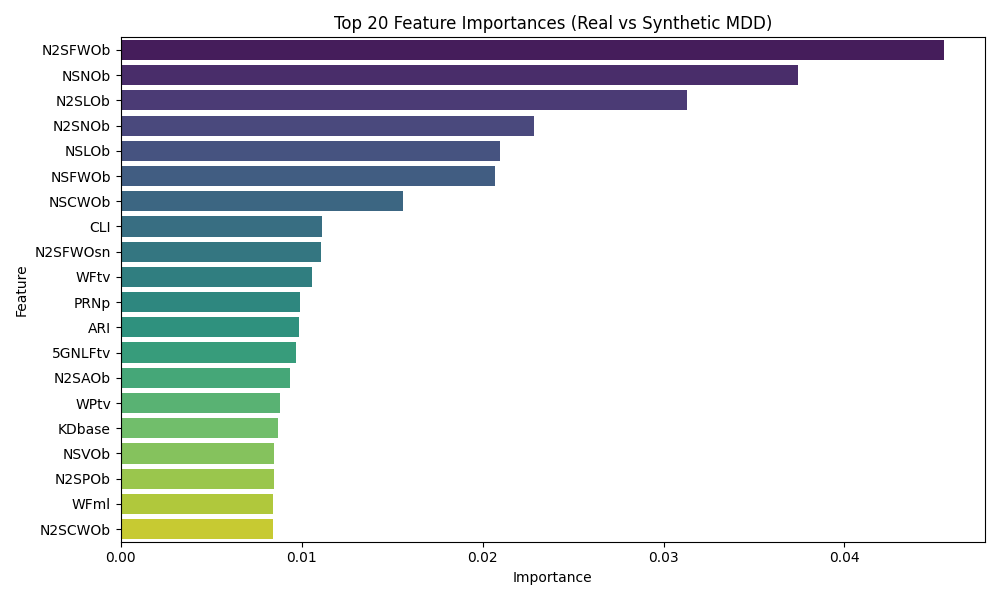 Top 20 Feature Importances (Real vs Synthetic MDD)
Feature
N2SFWOb
NSNOb
N2SLOb
N2SNOb
NSLOb
NSFWOb
NSCWOb
CLI
N2SFWOsn
WFtv
PRNp
ARI
5GNLFtv
N2SAOb
WPtv
KDbase
NSVOb
N2SPOb
WFml
N2SCWOb
0.00 0.01 0.02 0.03 0.04
Importance